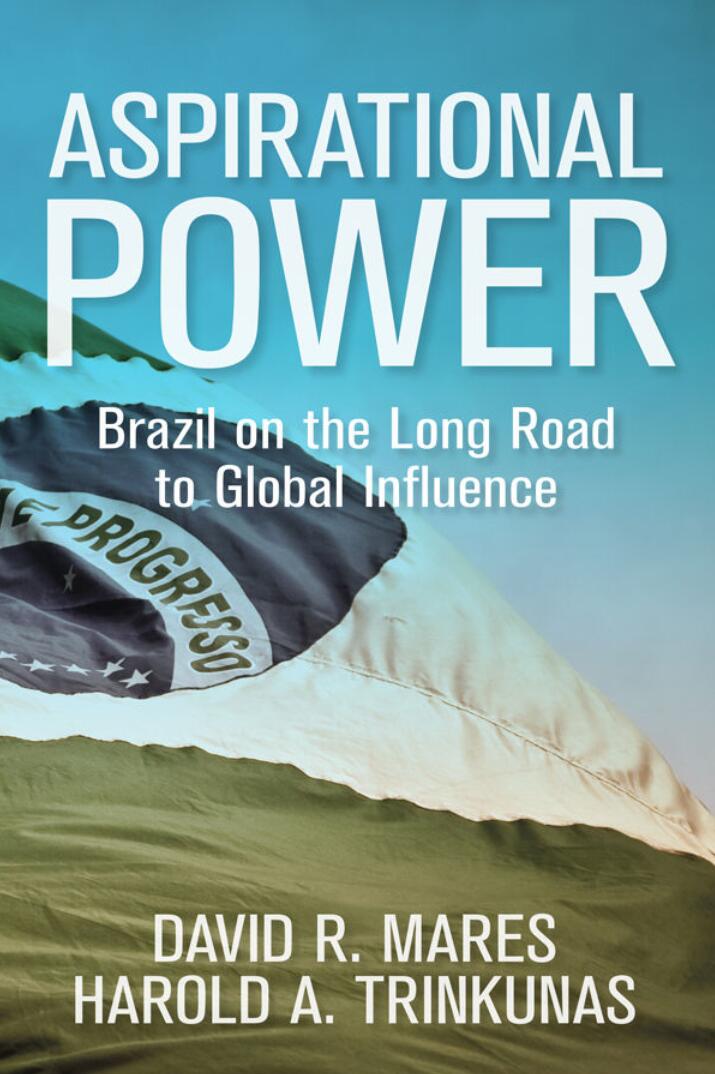 ASPIRATIONAL
POWER
Brazil on the Long Road
to Global Influence
E PROGRESSO
DAVID R. MARES
HAROLD A. TRINKUNAS